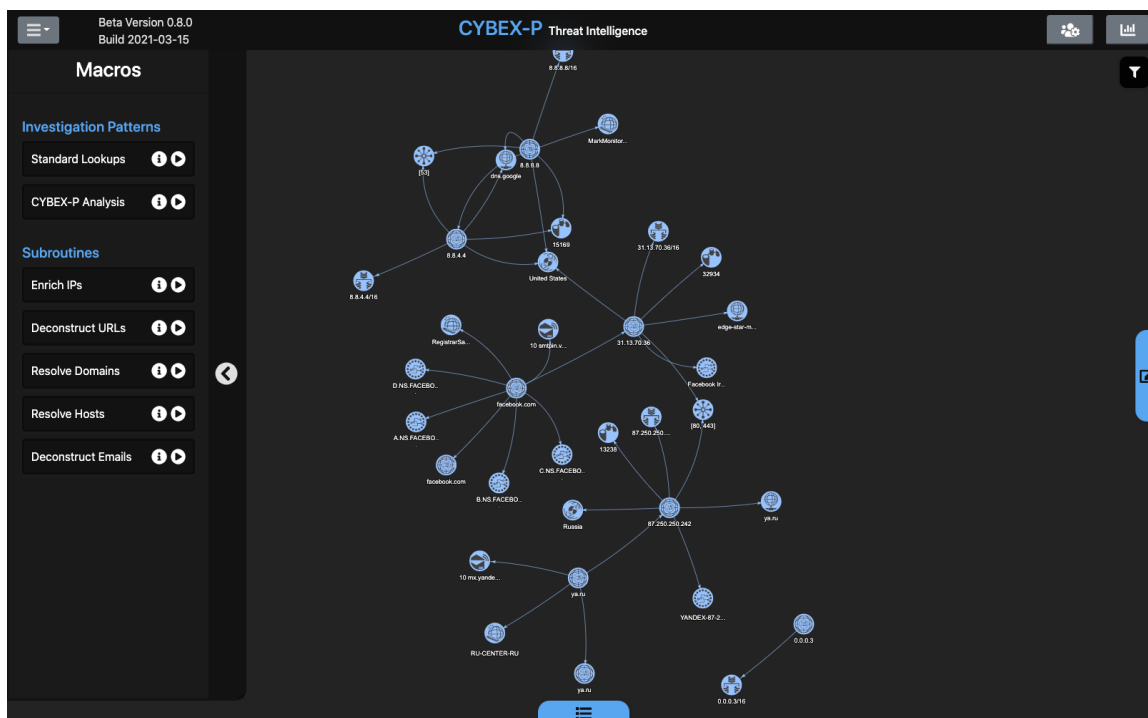 Beta Version 0.8.0
Build 2021-03-15
CYBEX-P Threat Intelligence
Macros
Investigation Patterns
Standard Lookups
CYBEX-P Analysis
Subroutines
Enrich IPs
Deconstruct URLs
Resolve Domains
Resolve Hosts
Deconstruct Emails
8.8.8.8/16
MarkMonitor...
8.8.8.8
[53]
dns.google
15169
8.8.4.4
31.13.70.36/16
32934
United States
8.8.4.4/16
edge-star-m...
31.13.70.36
RegistrarSa...
10 smtpin.v...
Facebook Ir...
D.NS.FACEBO..
.
facebook.com
[80, 443]
A.NS.FACEBO..
.
87.250.250....
13238
C.NS.FACEBO..
.
facebook.com
B.NS.FACEBO..
.
ya.ru
Russia
87.250.250.242
10 mx.yande...
ya.ru
YANDEX-87-2...
0.0.0.3
RU-CENTER-RU
ya.ru
0.0.0.3/16